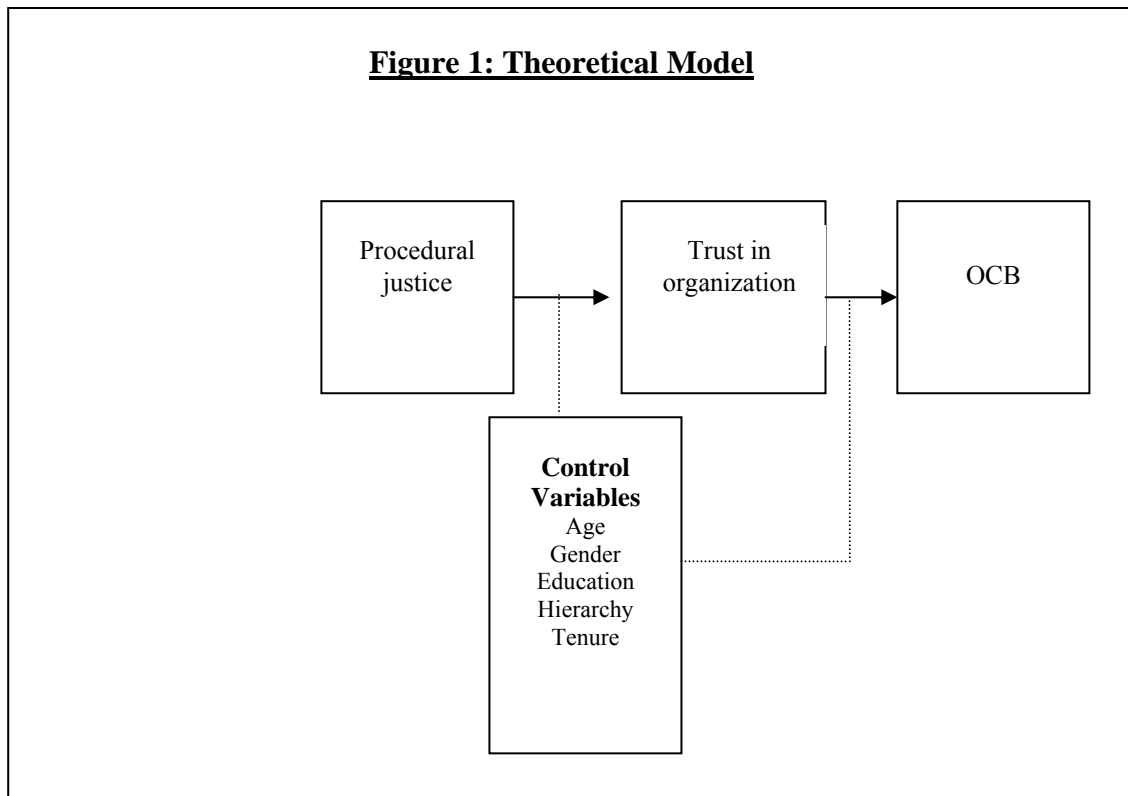 Figure 1: Theoretical Model
Procedural
justice
Trust in
organization
OCB
Control
Variables
Age
Gender
Education
Hierarchy
Tenure